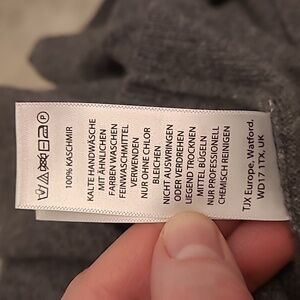 100% KASCHMIR
KALTE HANDWÄSCHE
MIT ÄHNLICHEN
FARBEN WASCHEN
FEINWASCHMITTEL
VERWENDEN
NUR OHNE CHLOR
BLEICHEN
NICHT AUSWRINGEN
ODER VERDREHEN
LIEGEND TROCKNEN
MITTEL BÜGELN
NUR PROFESSIONELL
CHEMISCH REINIGEN
TJX Europe, Watford,
WD17 1TX, UK